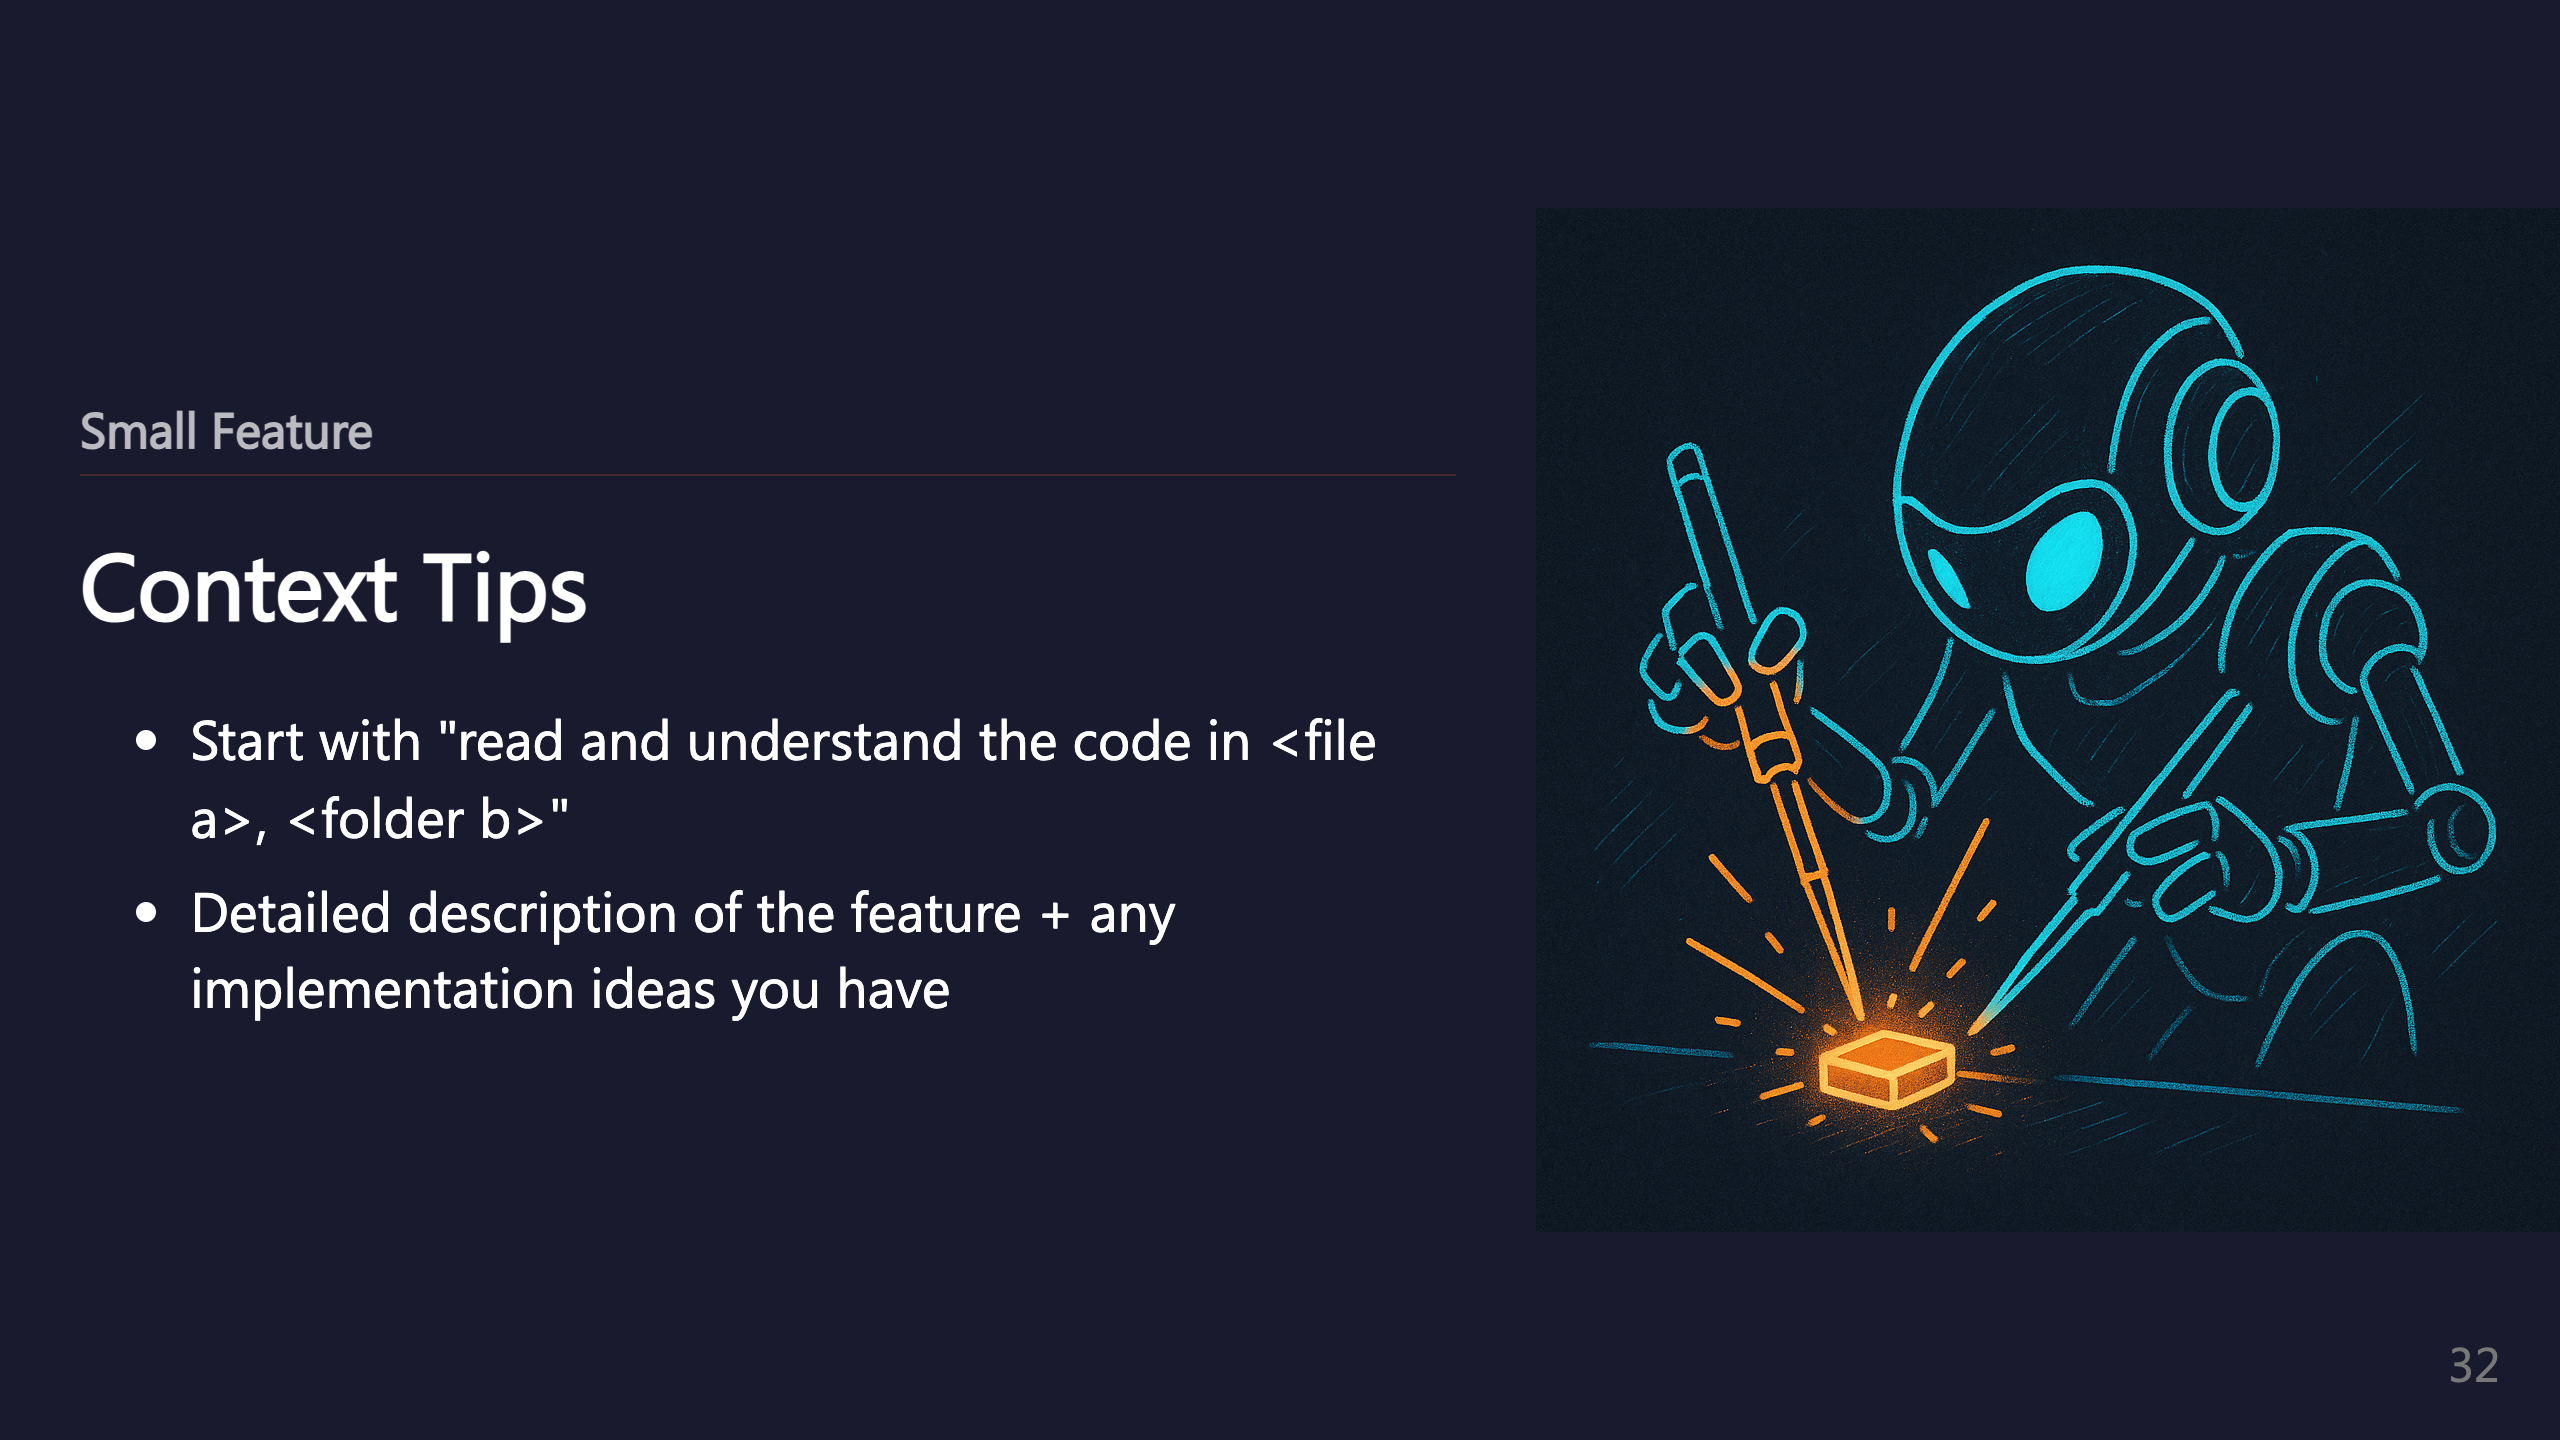 Small Feature
Context Tips
• Start with "read and understand the code in <file
a>, <folder b>"
• Detailed description of the feature + any
implementation ideas you have
32